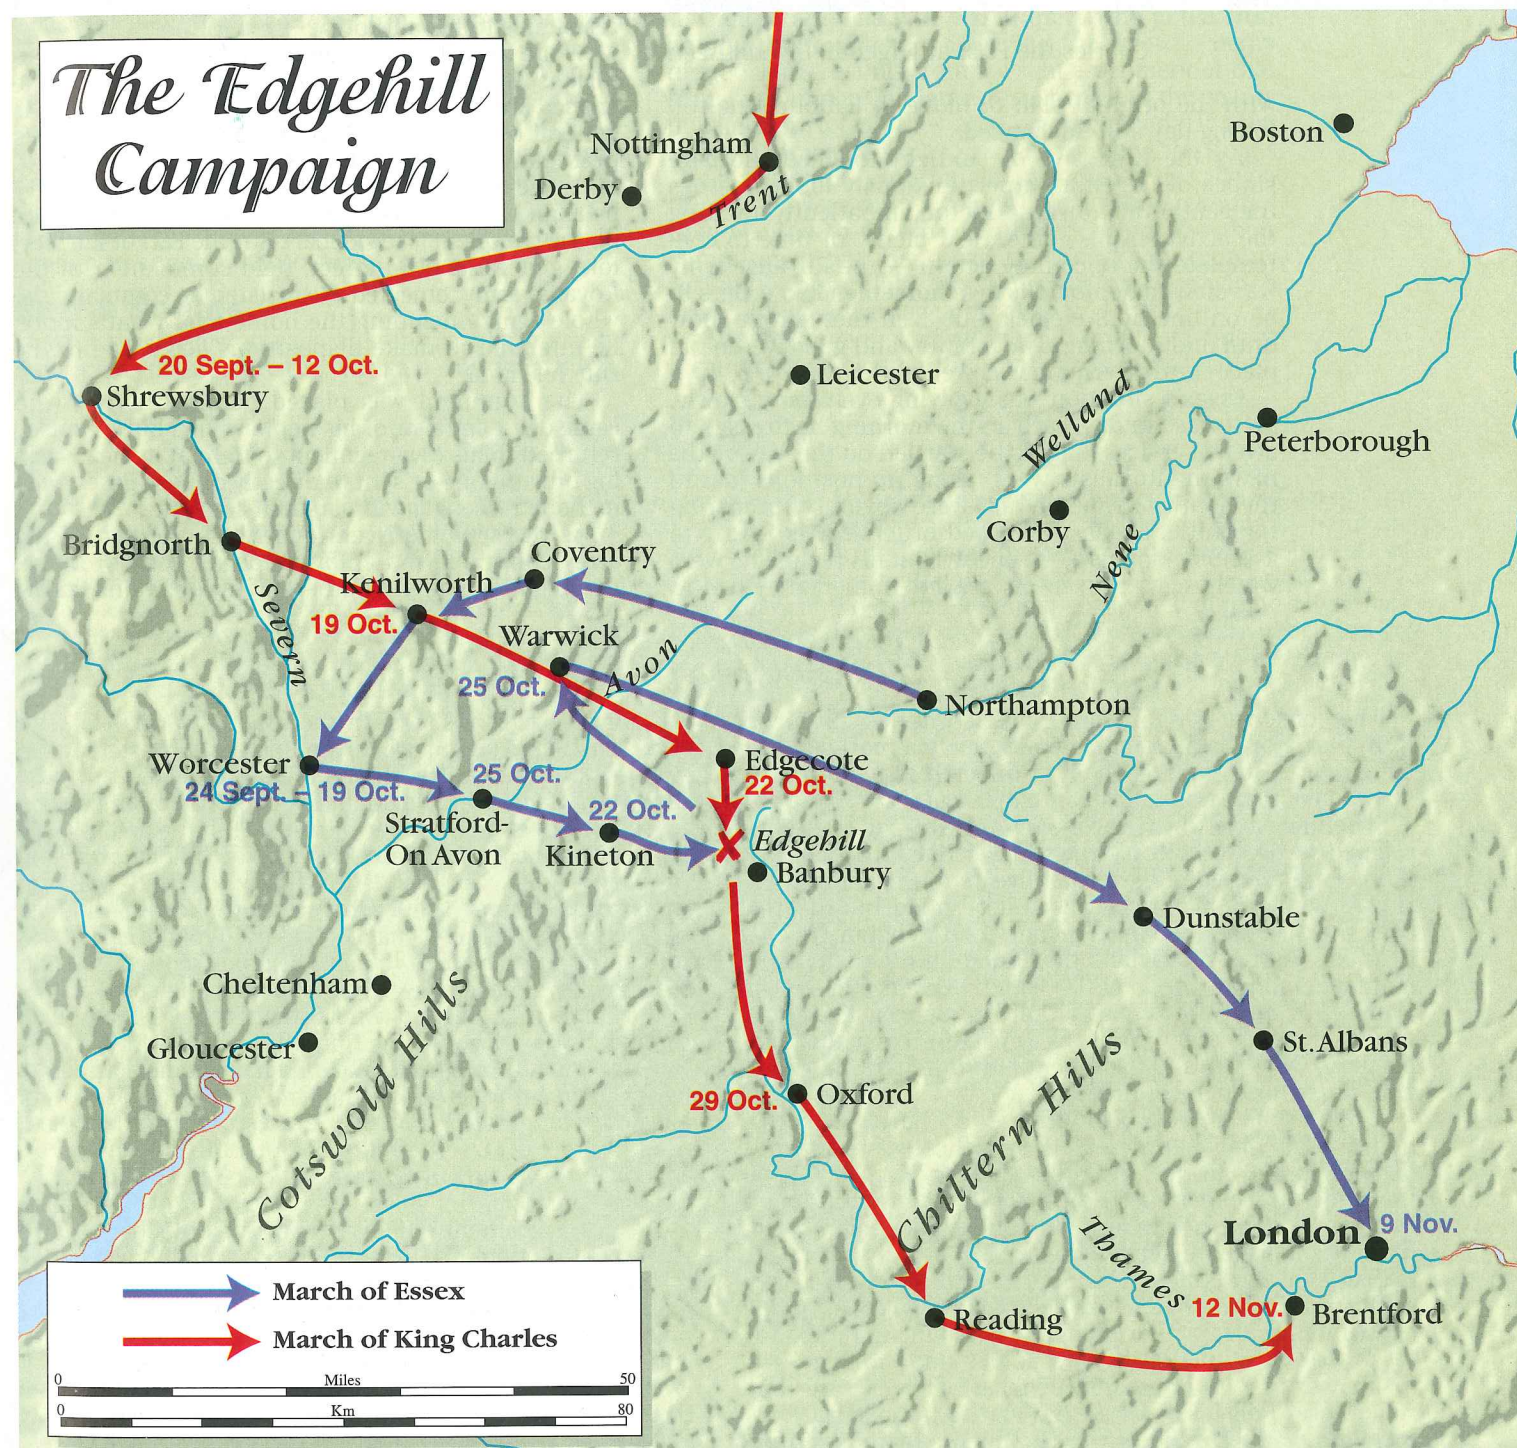 The Edgehill
Campaign
Nottingham
Derby
Trent
Boston
20 Sept. – 12 Oct.
Shrewsbury
Leicester
Welland
Peterborough
Corby
Nene
Bridgnorth
Severn
Coventry
Kenilworth
19 Oct.
Warwick
Avon
25 Oct.
Northampton
Worcester
24 Sept. – 19 Oct.
25 Oct.
Edgecote
22 Oct.
22 Oct.
Stratford-
On Avon
Kineton
Edgehill
Banbury
Dunstable
Cheltenham
Gloucester
Cotswold Hills
St.Albans
29 Oct.
Oxford
Chiltern Hills
London
9 Nov.
Thames
12 Nov.
Brentford
Reading
March of Essex
March of King Charles
0 Miles 50
0 Km 80